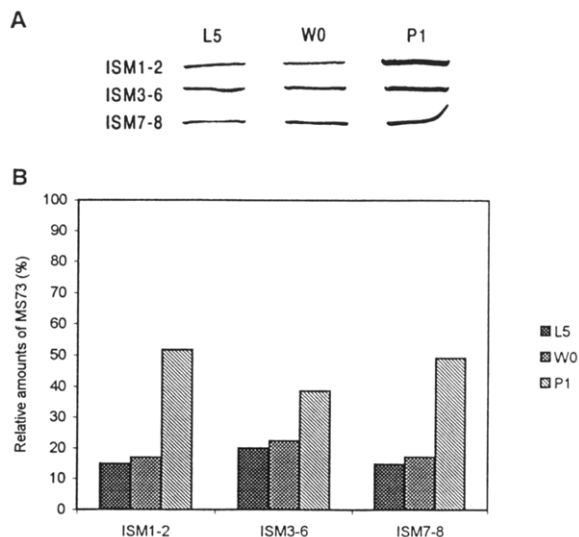 A
L5 W0 P1
ISM1-2
ISM3-6
ISM7-8
B
Relative amounts of MS73 (%)
100
90
80
70
60
50
40
30
20
10
0
ISM1-2 ISM3-6 ISM7-8
L5
W0
P1